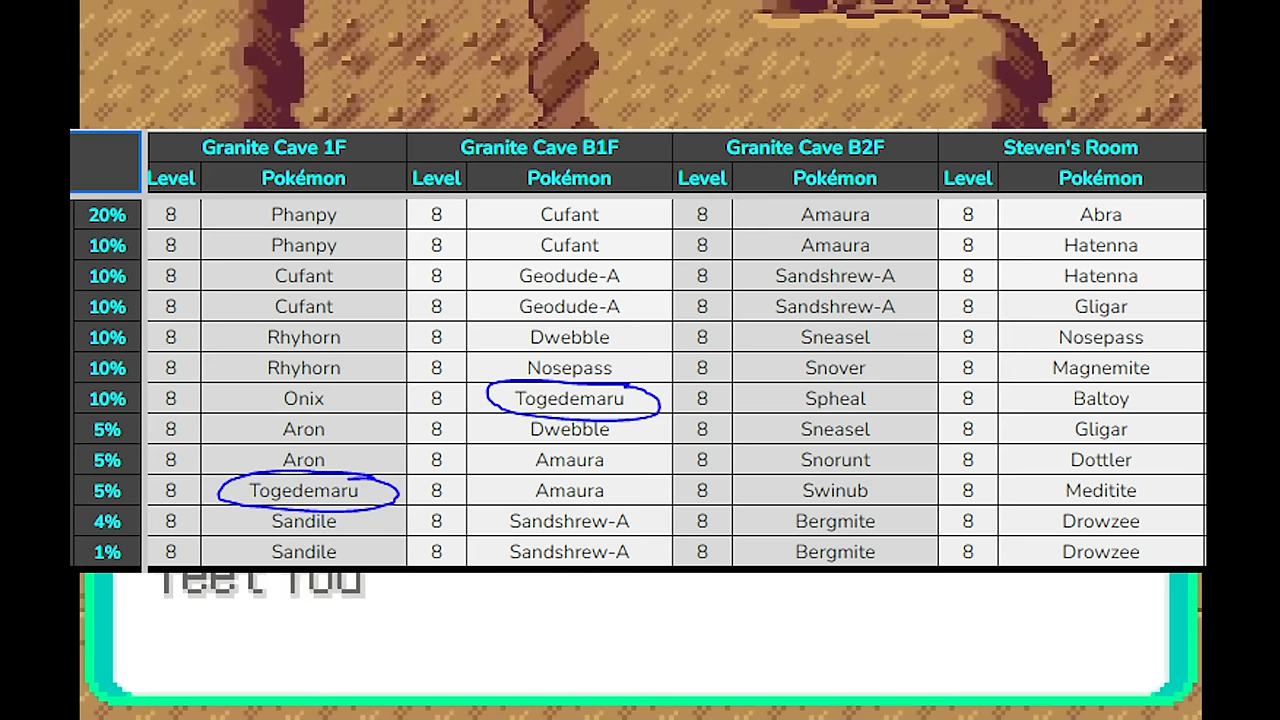 Granite Cave 1F Granite Cave B1F Granite Cave B2F Steven's Room
Level Pokémon Level Pokémon Level Pokémon Level Pokémon
20% 8 Phanpy 8 Cufant 8 Amaura 8 Abra
10% 8 Phanpy 8 Cufant 8 Amaura 8 Hatenna
10% 8 Cufant 8 Geodude-A 8 Sandshrew-A 8 Hatenna
10% 8 Cufant 8 Geodude-A 8 Sandshrew-A 8 Gligar
10% 8 Rhyhorn 8 Dwebble 8 Sneasel 8 Nosepass
10% 8 Rhyhorn 8 Nosepass 8 Snover 8 Magnemite
10% 8 Onix 8 Togedemaru 8 Spheal 8 Baltoy
5% 8 Aron 8 Dwebble 8 Sneasel 8 Gligar
5% 8 Aron 8 Amaura 8 Snorunt 8 Dottler
5% 8 Togedemaru 8 Amaura 8 Swinub 8 Meditite
4% 8 Sandile 8 Sandshrew-A 8 Bergmite 8 Drowzee
1% 8 Sandile 8 Sandshrew-A 8 Bergmite 8 Drowzee